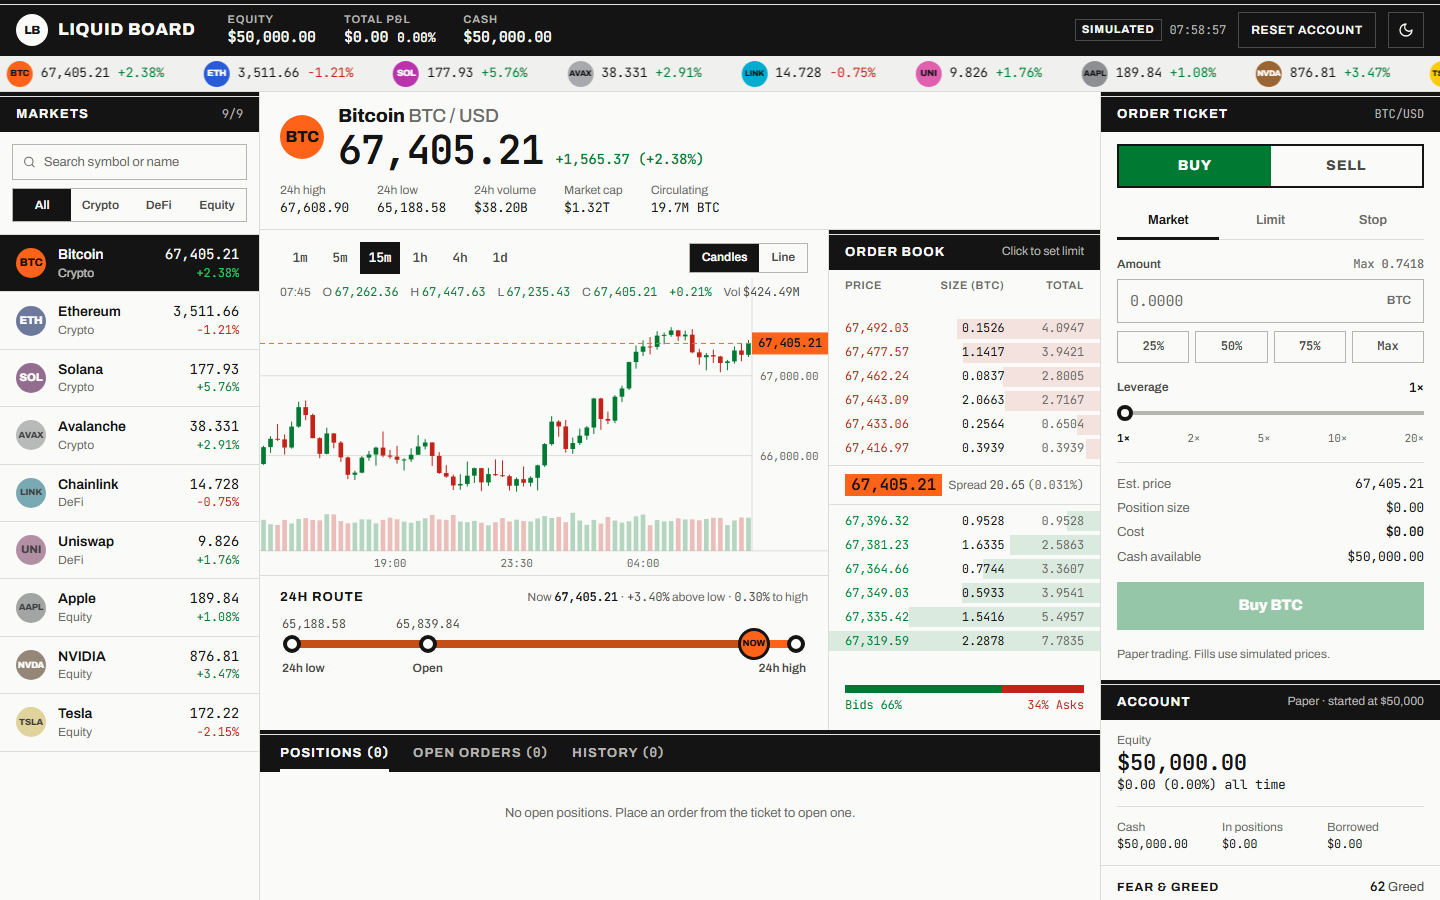 LB LIQUID BOARD
EQUITY
$50,000.00
TOTAL P&L
$0.00 0.00%
CASH
$50,000.00
SIMULATED 07:58:57 RESET ACCOUNT
BTC 67,405.21 +2.38%
ETH 3,511.66 -1.21%
SOL 177.93 +5.76%
AVAX 38.331 +2.91%
LINK 14.728 -0.75%
UNI 9.826 +1.76%
AAPL 189.84 +1.08%
NVDA 876.81 +3.47%
MARKETS 9/9
Search symbol or name
All Crypto DeFi Equity
BTC Bitcoin 67,405.21
Crypto +2.38%
ETH Ethereum 3,511.66
Crypto -1.21%
SOL Solana 177.93
Crypto +5.76%
AVAX Avalanche 38.331
Crypto +2.91%
LINK Chainlink 14.728
DeFi -0.75%
UNI Uniswap 9.826
DeFi +1.76%
AAPL Apple 189.84
Equity +1.08%
NVDA NVIDIA 876.81
Equity +3.47%
TSLA Tesla 172.22
Equity -2.15%
BTC Bitcoin BTC / USD
67,405.21 +1,565.37 (+2.38%)
24h high 24h low 24h volume Market cap Circulating
67,608.90 65,188.58 $38.20B $1.32T 19.7M BTC
1m 5m 15m 1h 4h 1d
Candles Line
07:45 O 67,262.36 H 67,447.63 L 67,235.43 C 67,405.21 +0.21% Vol $424.49M
67,405.21
67,000.00
66,000.00
19:00 23:30 04:00
24H ROUTE Now 67,405.21 · +3.40% above low · 0.30% to high
65,188.58 65,839.84
NOW
24h low Open 24h high
ORDER BOOK Click to set limit
PRICE SIZE (BTC) TOTAL
67,492.03 0.1526 4.0947
67,477.57 1.1417 3.9421
67,462.24 0.0837 2.8005
67,443.09 2.0663 2.7167
67,433.06 0.2564 0.6504
67,416.97 0.3939 0.3939
67,405.21 Spread 20.65 (0.031%)
67,396.32 0.9528 0.9528
67,381.23 1.6335 2.5863
67,364.66 0.7744 3.3607
67,349.03 0.5933 3.9541
67,335.42 1.5416 5.4957
67,319.59 2.2878 7.7835
Bids 66% 34% Asks
POSITIONS (0) OPEN ORDERS (0) HISTORY (0)
No open positions. Place an order from the ticket to open one.
ORDER TICKET BTC/USD
BUY SELL
Market Limit Stop
Amount Max 0.7418
0.0000 BTC
25% 50% 75% Max
Leverage 1×
1× 2× 5× 10× 20×
Est. price 67,405.21
Position size $0.00
Cost $0.00
Cash available $50,000.00
Buy BTC
Paper trading. Fills use simulated prices.
ACCOUNT Paper · started at $50,000
Equity
$50,000.00
$0.00 (0.00%) all time
Cash In positions Borrowed
$50,000.00 $0.00 $0.00
FEAR & GREED 62 Greed